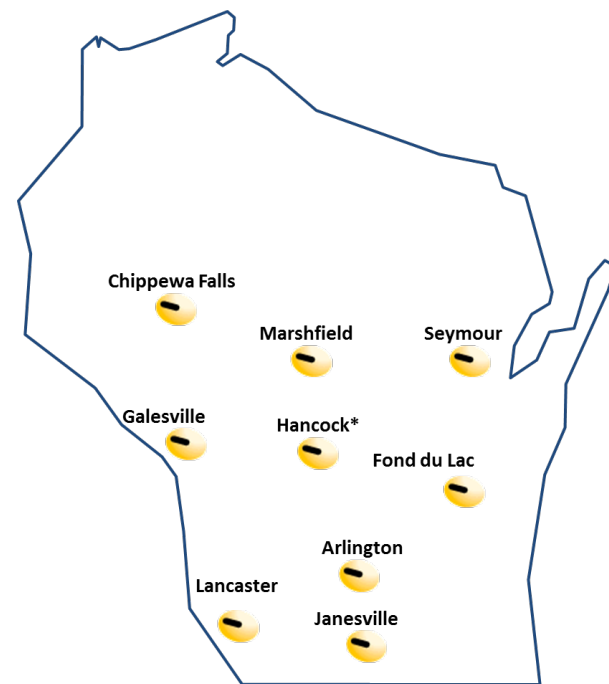 Chippewa Falls
Marshfield
Seymour
Galesville
Hancock*
Fond du Lac
Arlington
Lancaster
Janesville